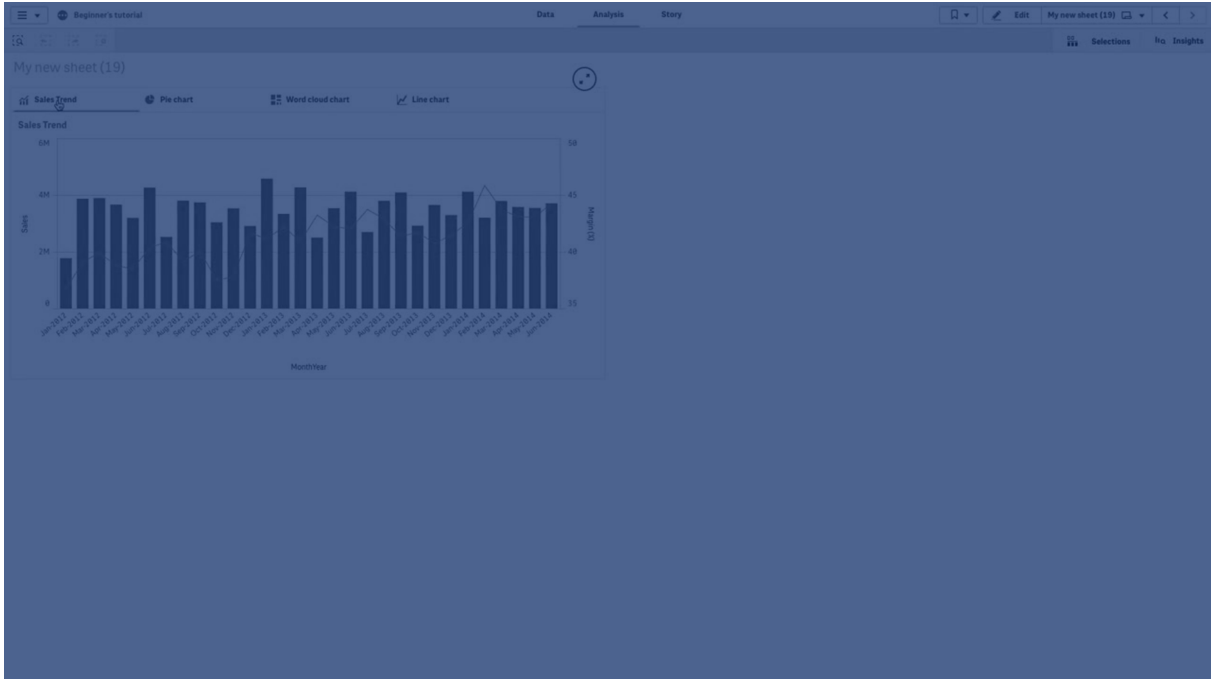 Beginner's tutorial
Data Analysis Story
Edit My new sheet (19)
Selections Insights
My new sheet (19)
Sales Trend Pie chart Word cloud chart Line chart
Sales Trend
6M 50
4M 45
Sales
Margin (%)
2M 40
0 35
Jan-2012 Feb-2012 Mar-2012 Apr-2012 May-2012 Jun-2012 Jul-2012 Aug-2012 Sep-2012 Oct-2012 Nov-2012 Dec-2012 Jan-2013 Feb-2013 Mar-2013 Apr-2013 May-2013 Jun-2013 Jul-2013 Aug-2013 Sep-2013 Oct-2013 Nov-2013 Dec-2013 Jan-2014 Feb-2014 Mar-2014 Apr-2014 May-2014 Jun-2014
MonthYear